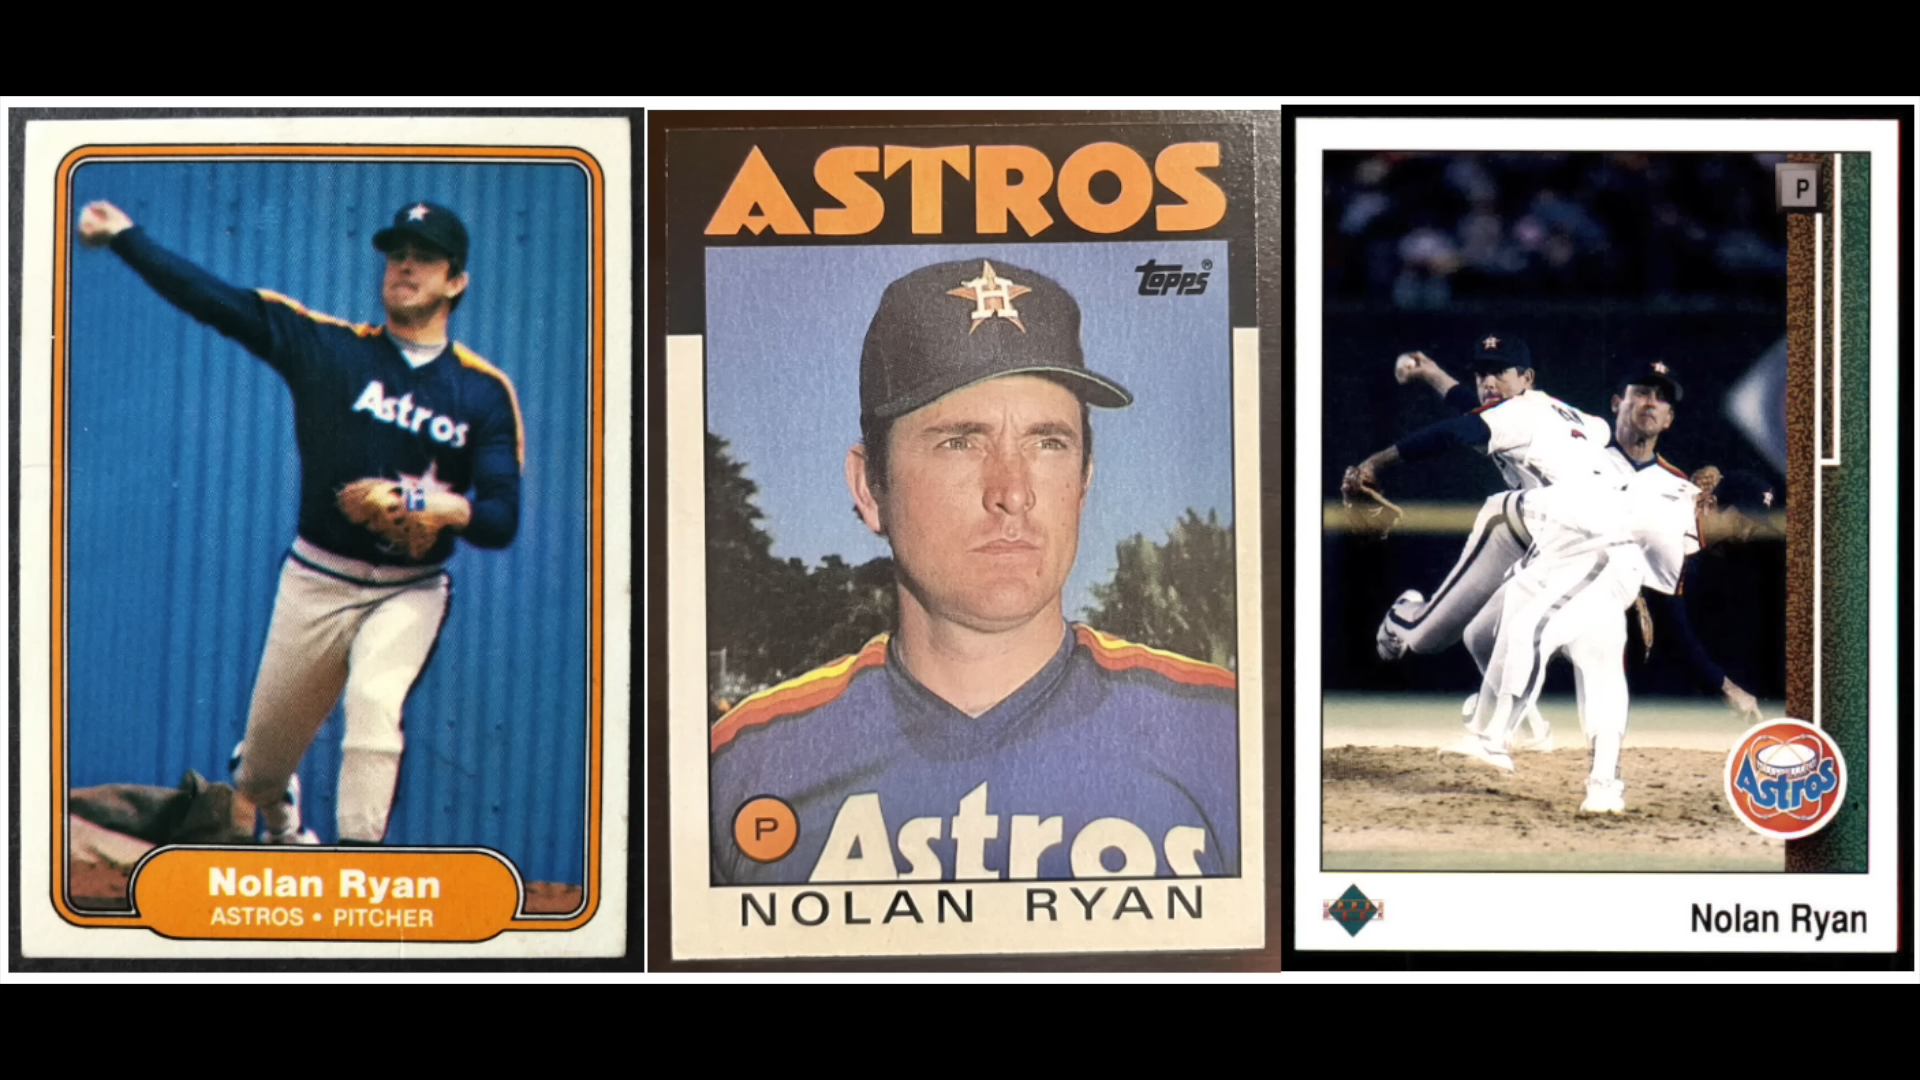 Astros
H
Nolan Ryan
ASTROS • PITCHER
ASTROS
topps®
H
P
Astros
NOLAN RYAN
P
Astros
Nolan Ryan